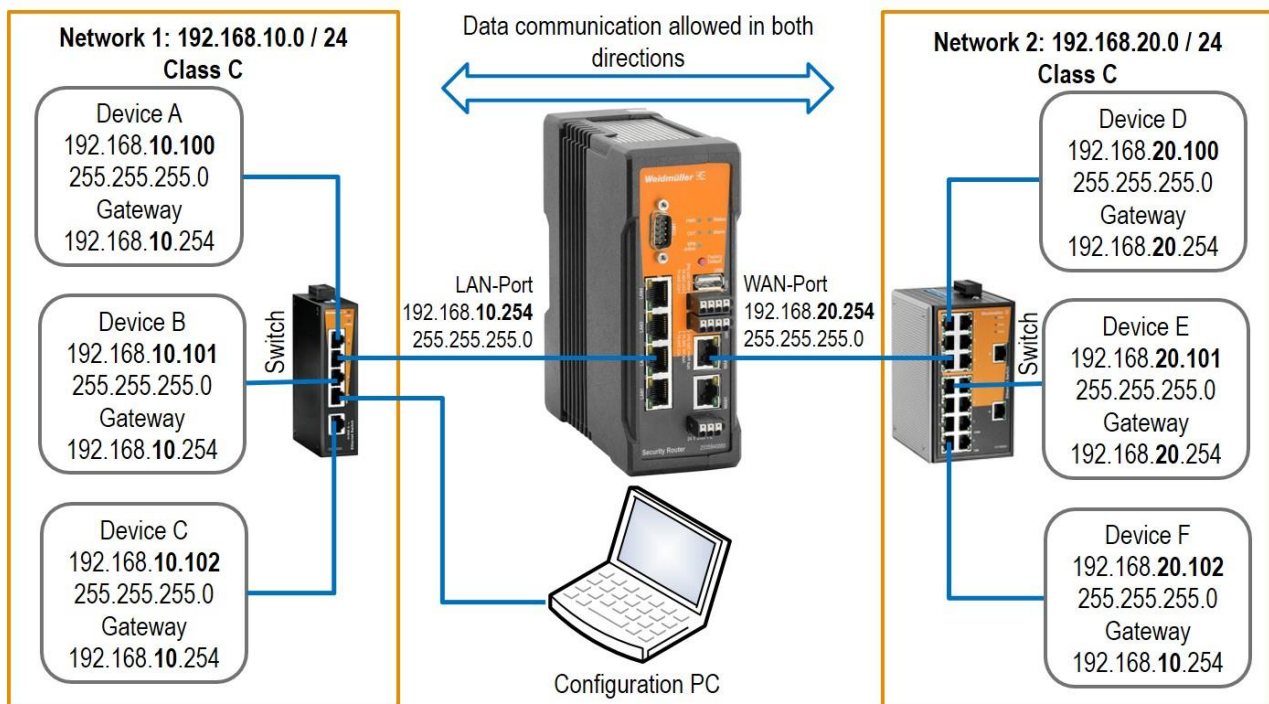 Network 1: 192.168.10.0 / 24
Class C
Device A
192.168.10.100
255.255.255.0
Gateway
192.168.10.254
Device B
192.168.10.101
255.255.255.0
Gateway
192.168.10.254
Device C
192.168.10.102
255.255.255.0
Gateway
192.168.10.254
Switch
Data communication allowed in both
directions
LAN-Port
192.168.10.254
255.255.255.0
Weidmüller
Security Router
WAN-Port
192.168.20.254
255.255.255.0
Configuration PC
Network 2: 192.168.20.0 / 24
Class C
Switch
Device D
192.168.20.100
255.255.255.0
Gateway
192.168.20.254
Device E
192.168.20.101
255.255.255.0
Gateway
192.168.20.254
Device F
192.168.20.102
255.255.255.0
Gateway
192.168.10.254